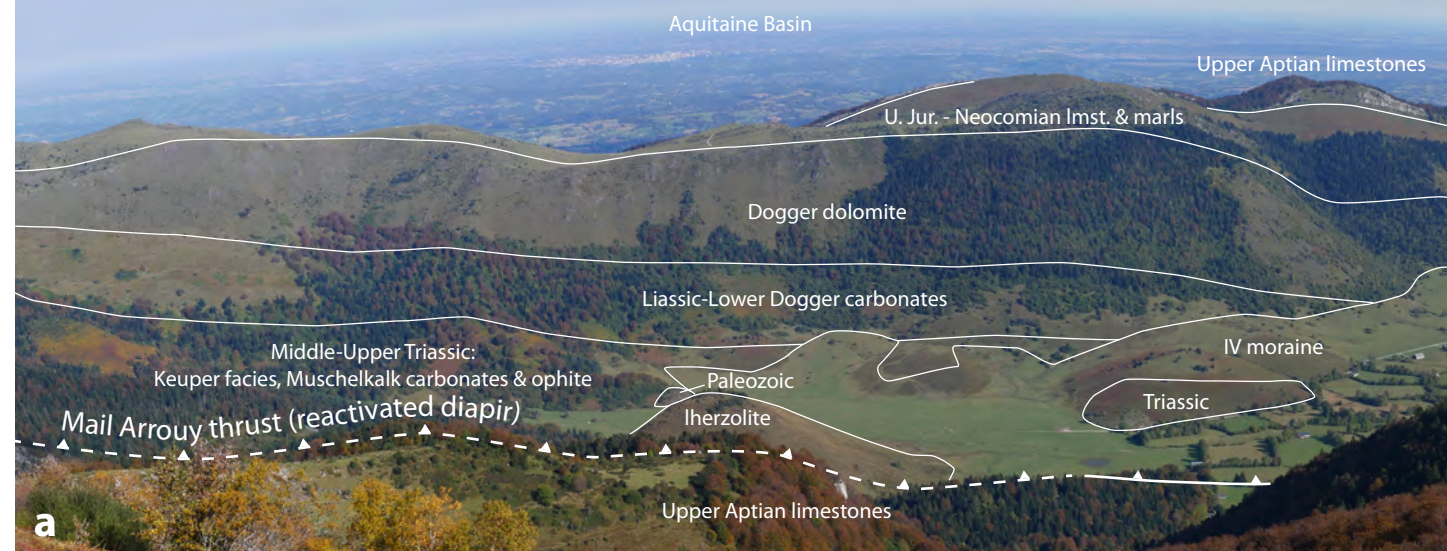 Aquitaine Basin
Upper Aptian limestones
U. Jur. - Neocomian lmst. & marls
Dogger dolomite
Liassic-Lower Dogger carbonates
IV moraine
Middle-Upper Triassic:
Keuper facies, Muschelkalk carbonates & ophite
Paleozoic
Triassic
lherzolite
Mail Arrouy thrust (reactivated diapir)
Upper Aptian limestones
a